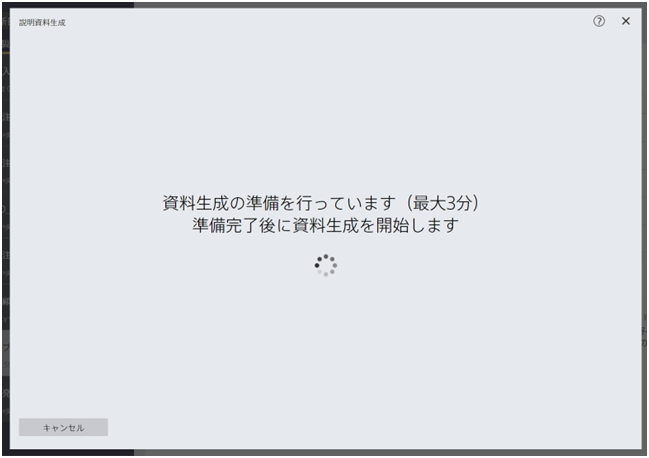 説明資料生成
資料生成の準備を行っています（最大3分）
準備完了後に資料生成を開始します
キャンセル